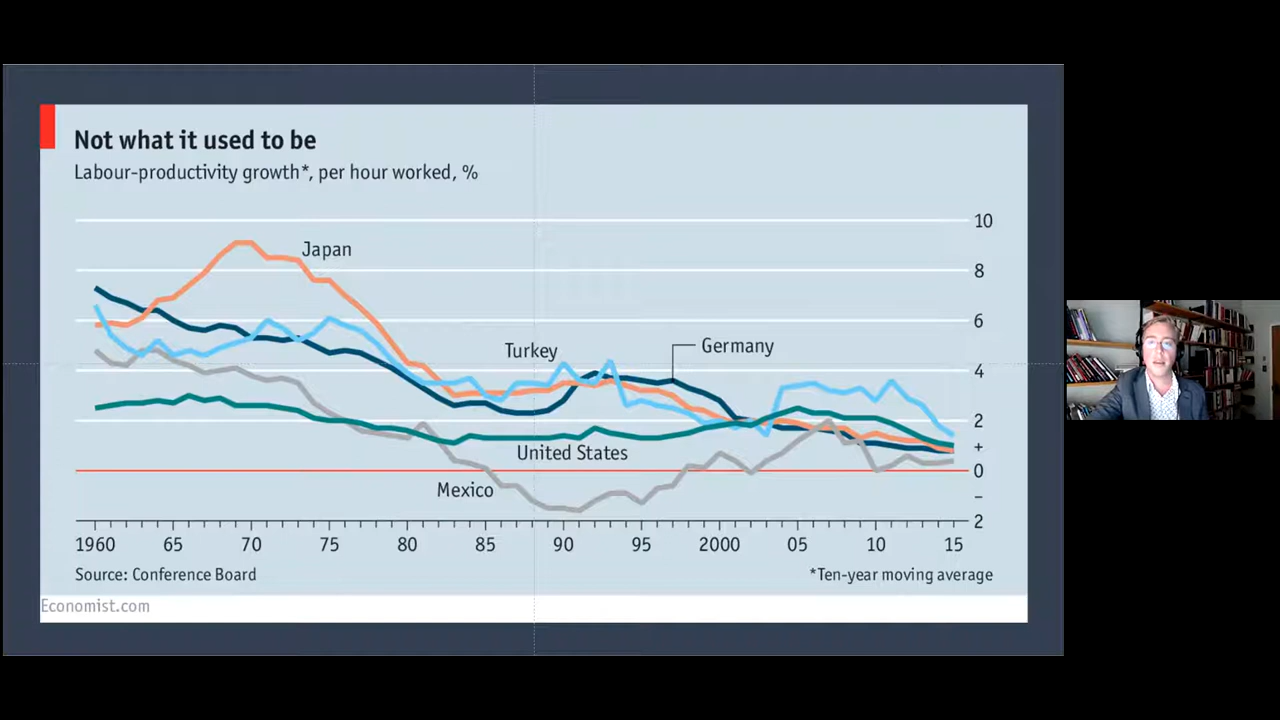 Not what it used to be
Labour-productivity growth*, per hour worked, %
10
Japan
8
6
Turkey
Germany
4
2
United States
+
0
Mexico
–
2
1960 65 70 75 80 85 90 95 2000 05 10 15
Source: Conference Board
*Ten-year moving average
Economist.com